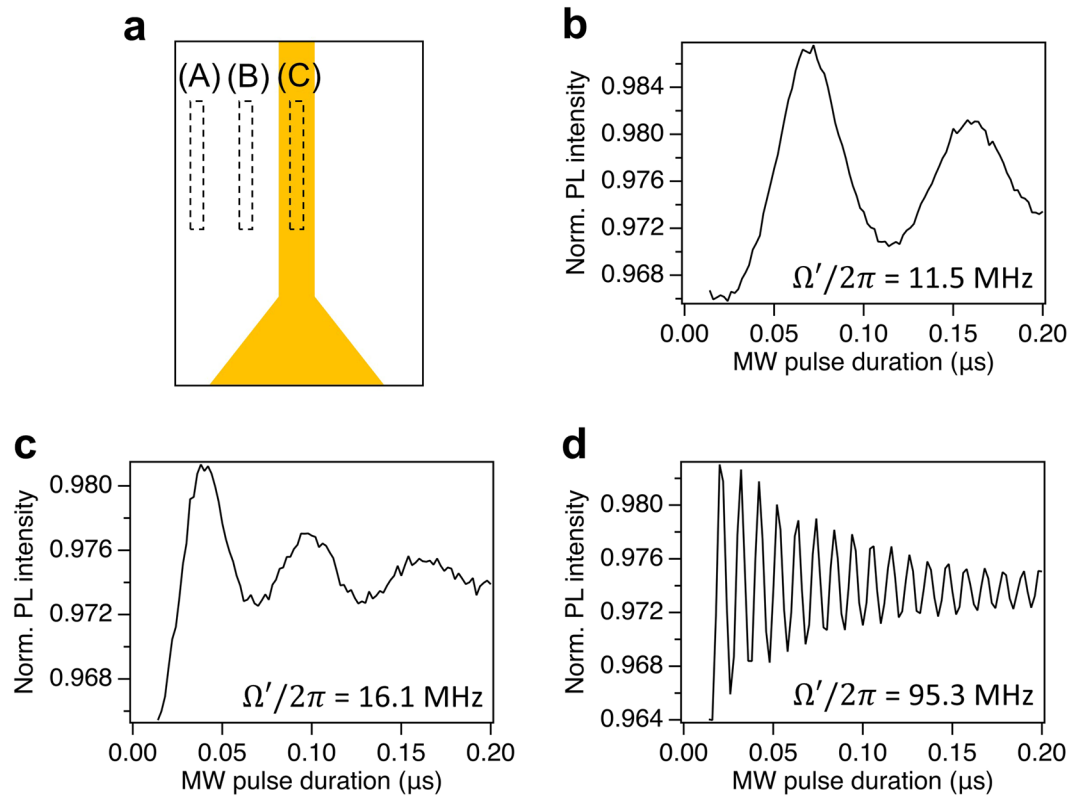 a
(A) (B) (C)
b
Norm. PL intensity
0.984
0.980
0.976
0.972
0.968
Ω′/2π = 11.5 MHz
0.00 0.05 0.10 0.15 0.20
MW pulse duration (μs)
c
Norm. PL intensity
0.980
0.976
0.972
0.968
Ω′/2π = 16.1 MHz
0.00 0.05 0.10 0.15 0.20
MW pulse duration (μs)
d
Norm. PL intensity
0.980
0.976
0.972
0.968
0.964
Ω′/2π = 95.3 MHz
0.00 0.05 0.10 0.15 0.20
MW pulse duration (μs)